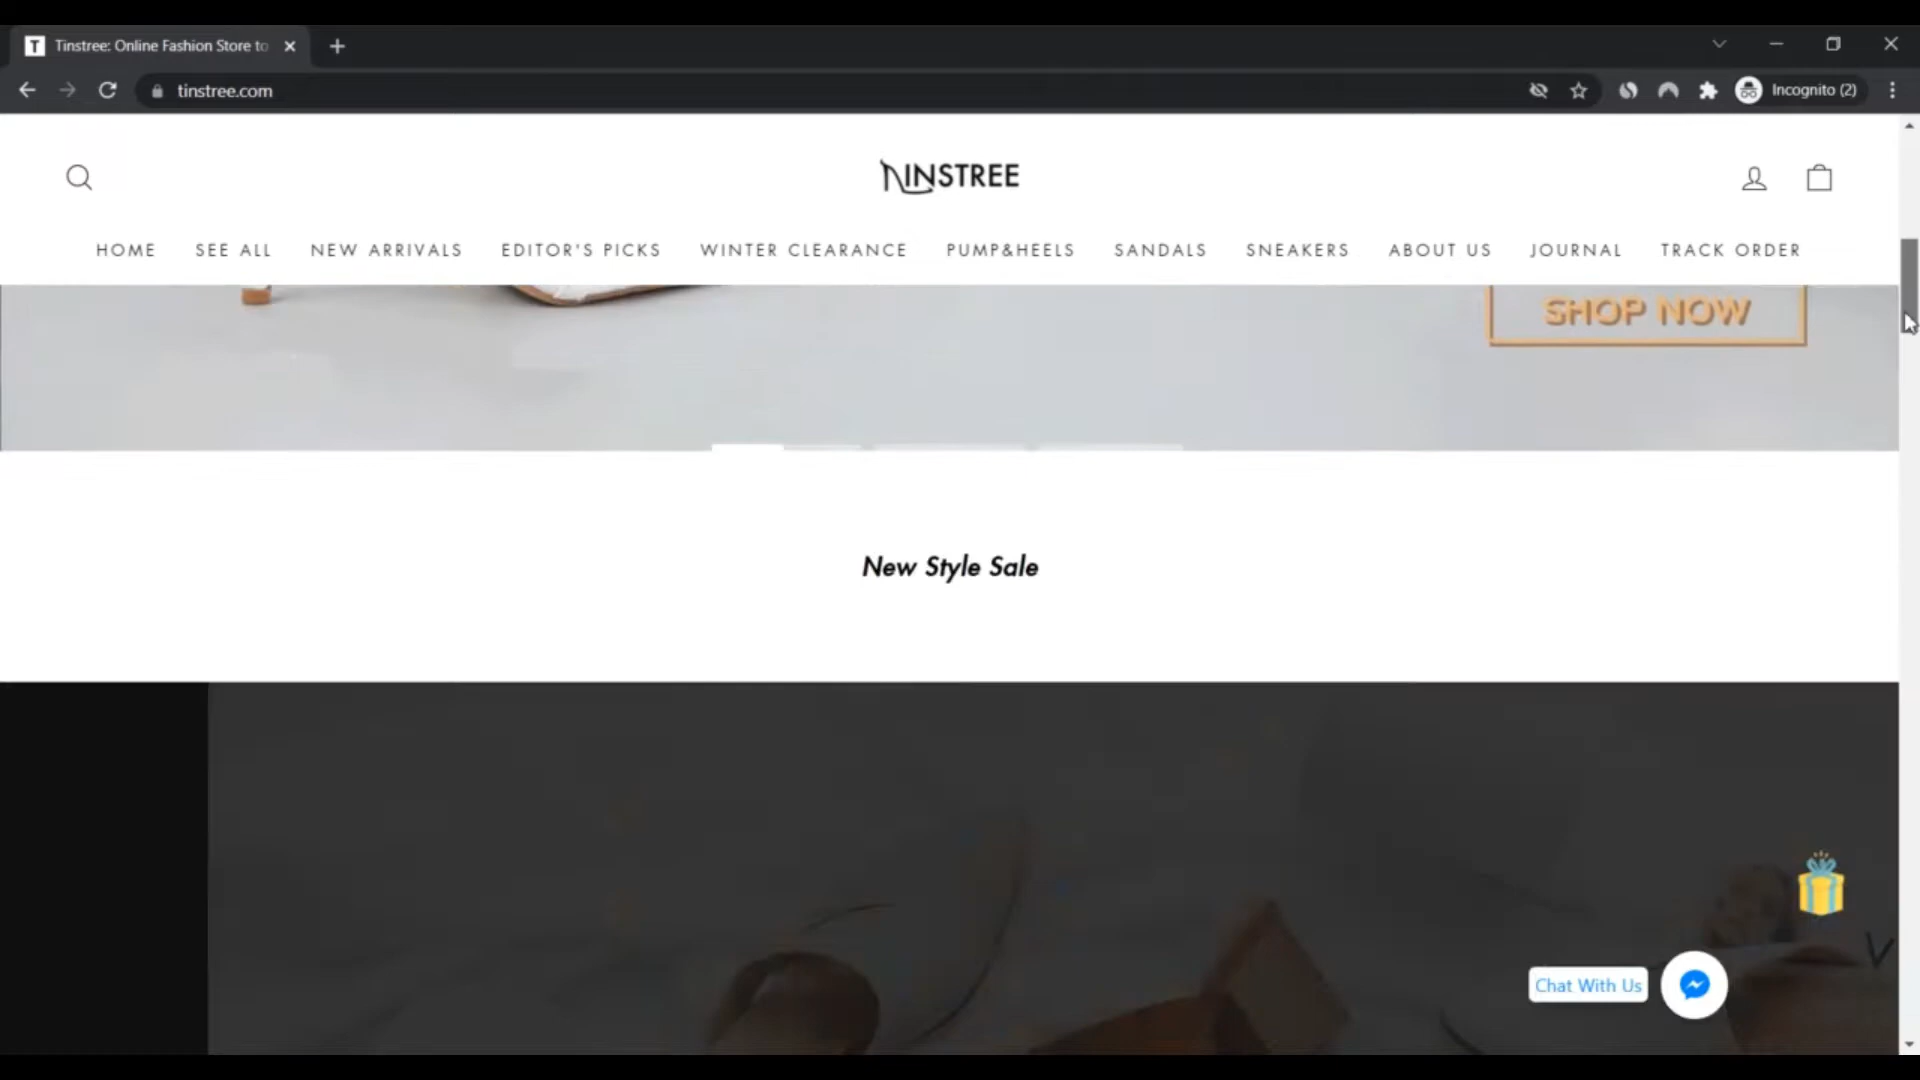 Tinstree: Online Fashion Store to
tinstree.com
Incognito (2)
TINSTREE
HOME SEE ALL NEW ARRIVALS EDITOR'S PICKS WINTER CLEARANCE PUMP&HEELS SANDALS SNEAKERS ABOUT US JOURNAL TRACK ORDER
SHOP NOW
New Style Sale
Chat With Us